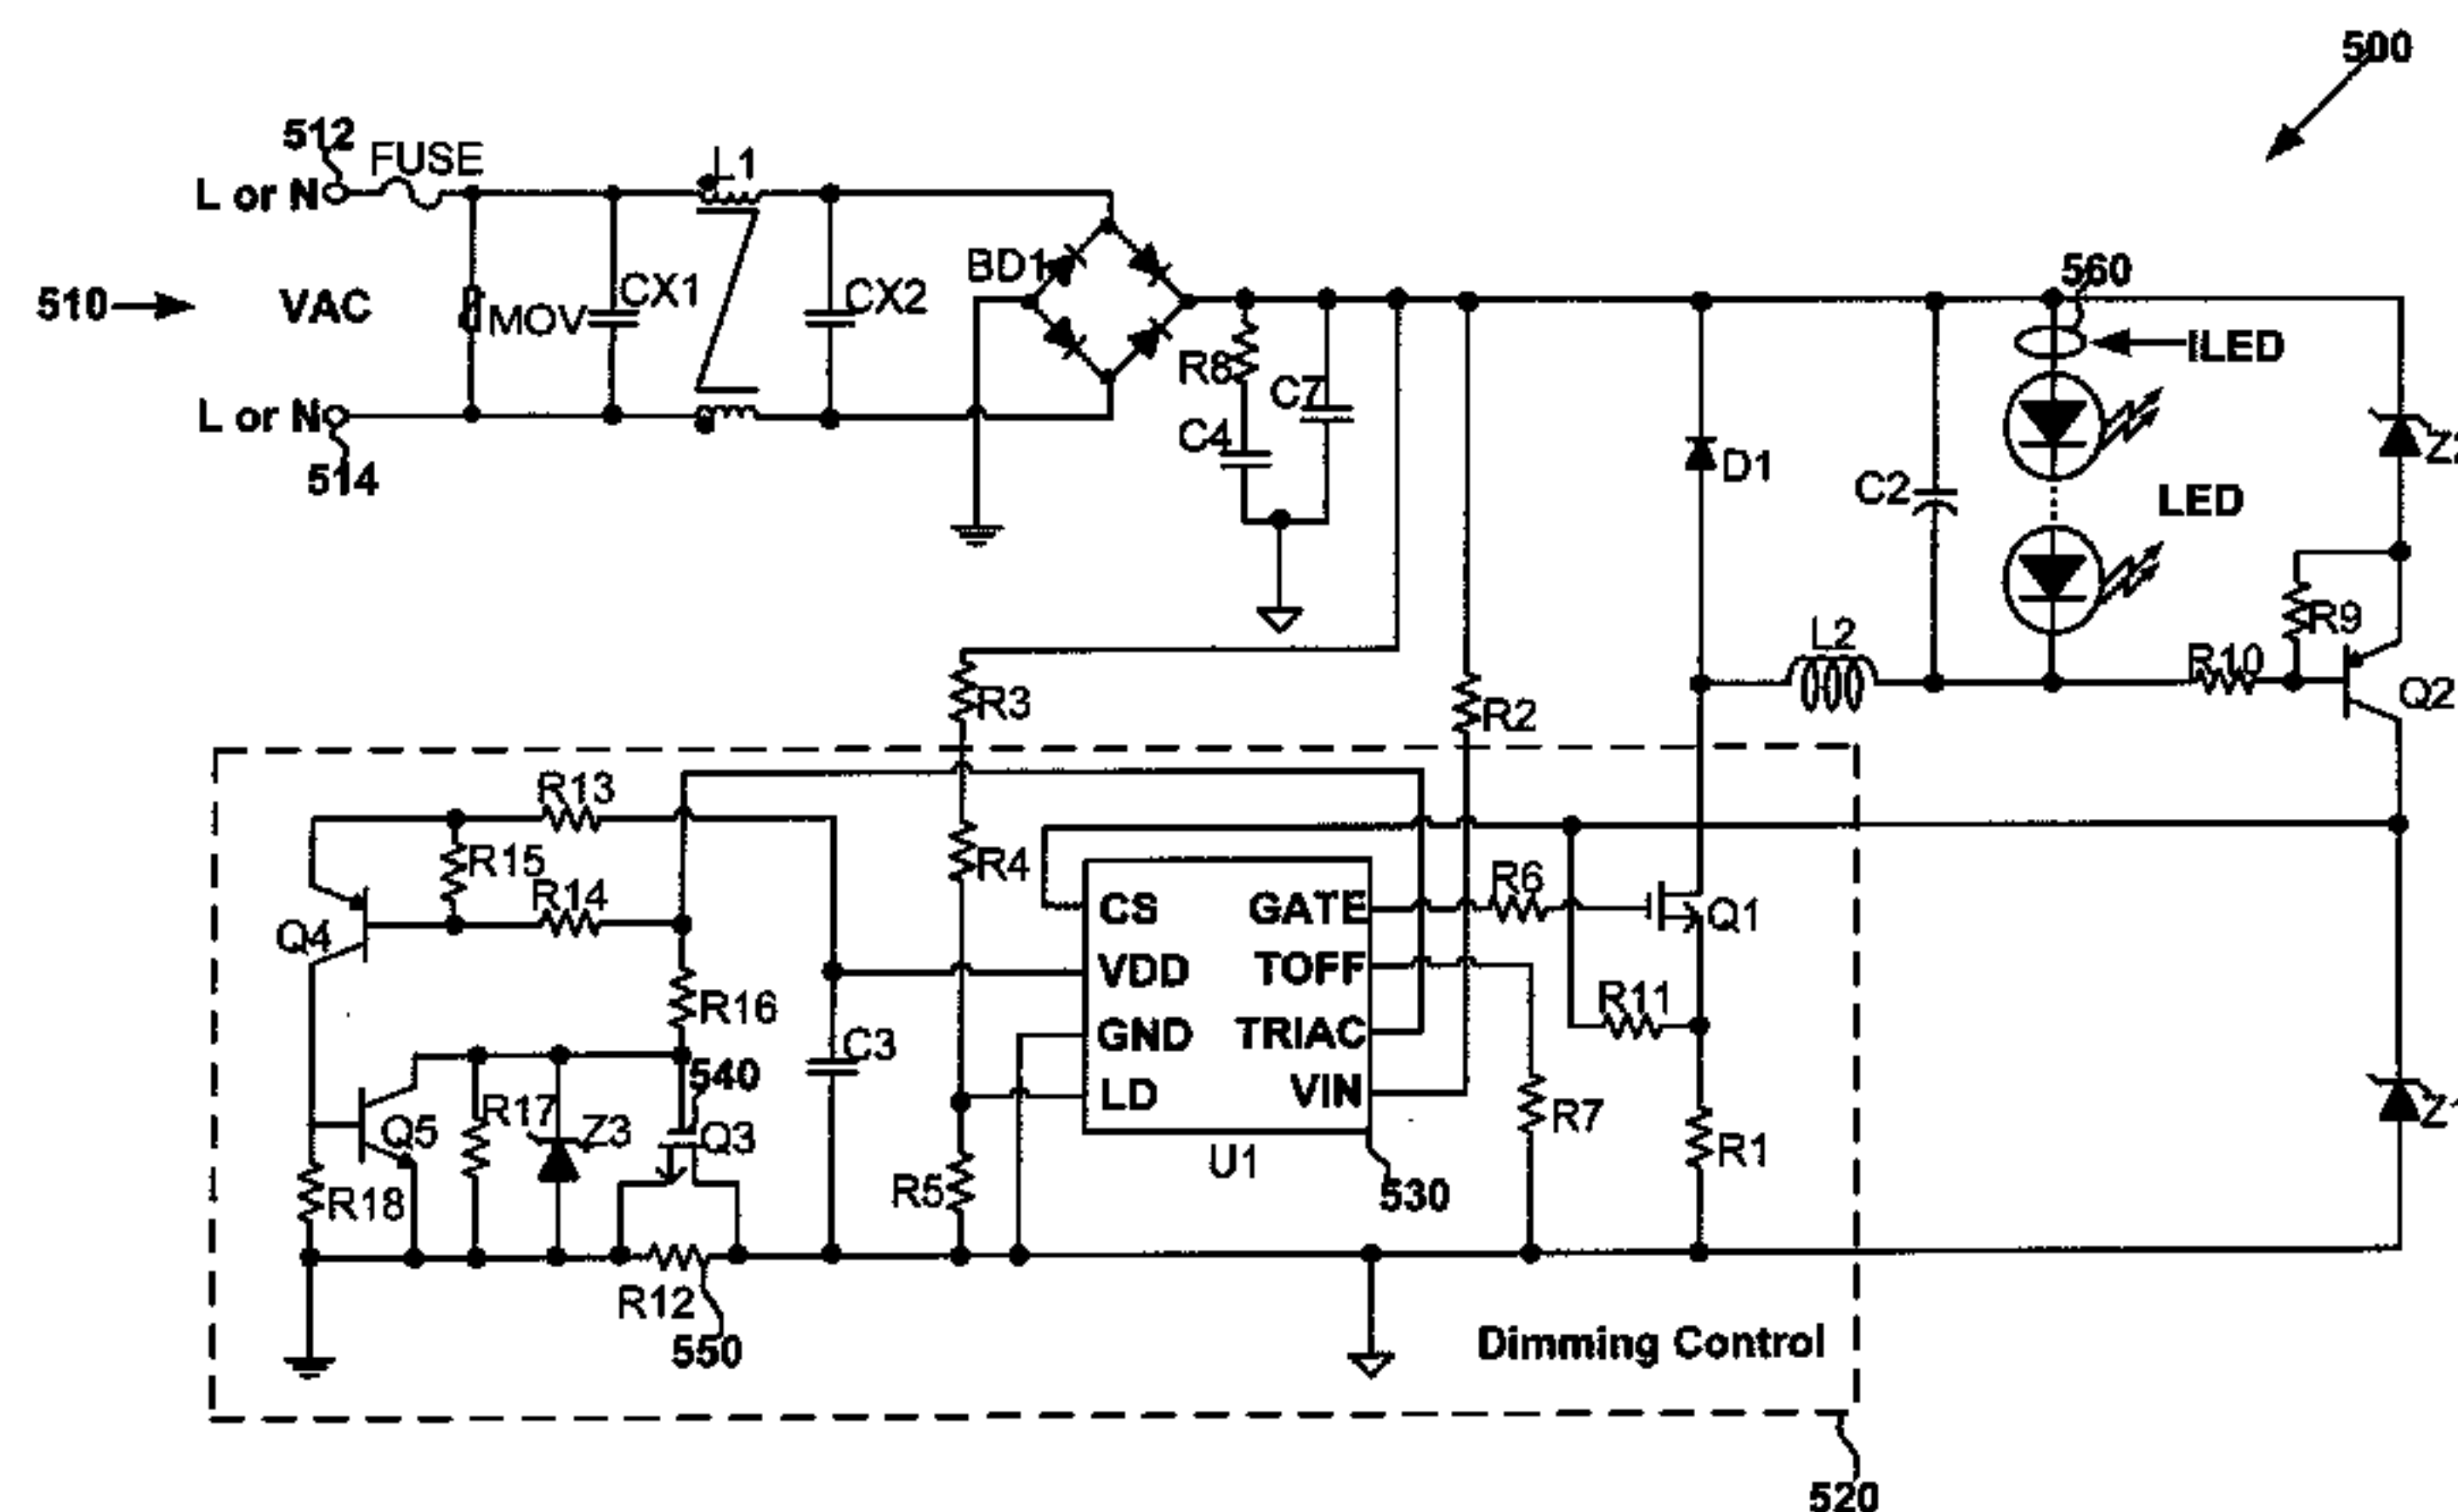 500
512
FUSE
L1
L or N
510
VAC
MOV
CX1
CX2
BD1
L or N
514
R8
C7
C4
560
ILED
D1
C2
LED
R9
L2
R10
Q2
R3
R2
R13
R15
R14
R4
Q4
R16
C3
CS
GATE
R6
Q1
VDD
TOFF
GND
TRIAC
R11
LD
VIN
540
R17
Q5
Z3
Q3
R18
R5
U1
530
R7
R1
R12
550
Dimming Control
520